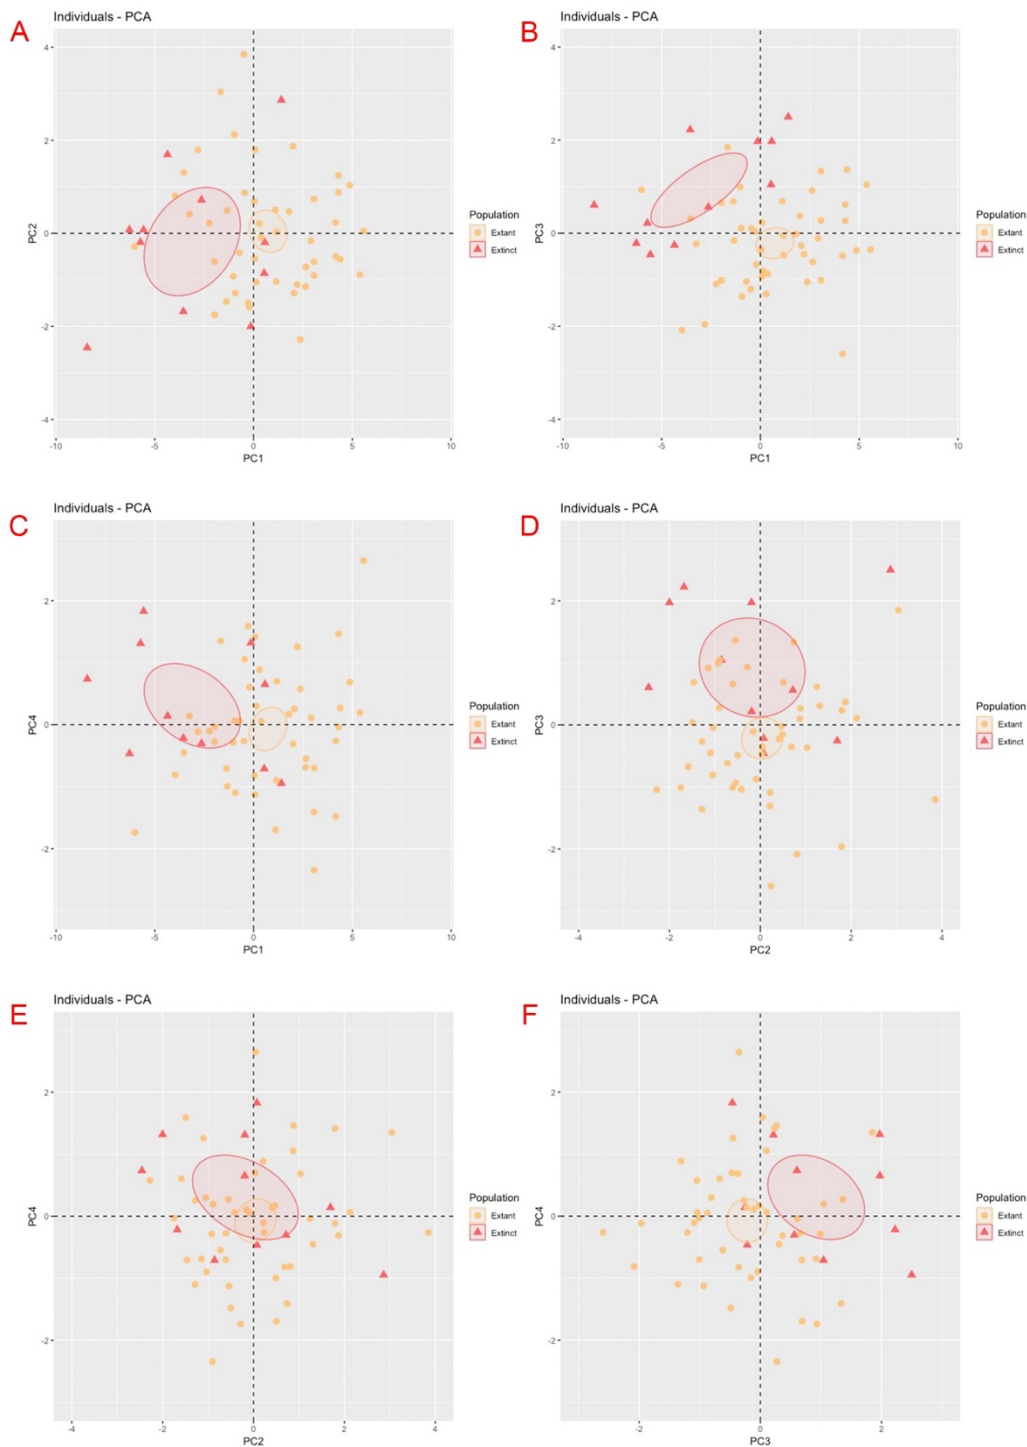 A
Individuals - PCA
4
2
0
-2
-4
PC2
-10
-5
0
5
10
PC1
Population
Extant
Extinct
B
Individuals - PCA
4
2
0
-2
-4
PC3
-10
-5
0
5
10
PC1
Population
Extant
Extinct
C
Individuals - PCA
2
0
-2
PC4
-10
-5
0
5
10
PC1
Population
Extant
Extinct
D
Individuals - PCA
2
0
-2
PC3
-4
-2
0
2
4
PC2
Population
Extant
Extinct
E
Individuals - PCA
2
0
-2
PC4
-4
-2
0
2
4
PC2
Population
Extant
Extinct
F
Individuals - PCA
2
0
-2
PC4
-2
0
2
PC3
Population
Extant
Extinct